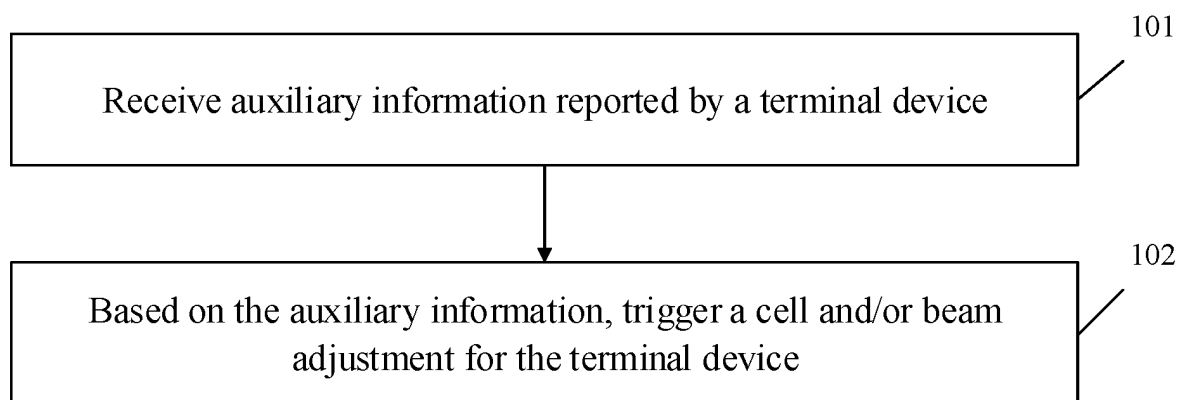 101
Receive auxiliary information reported by a terminal device
102
Based on the auxiliary information, trigger a cell and/or beam
adjustment for the terminal device